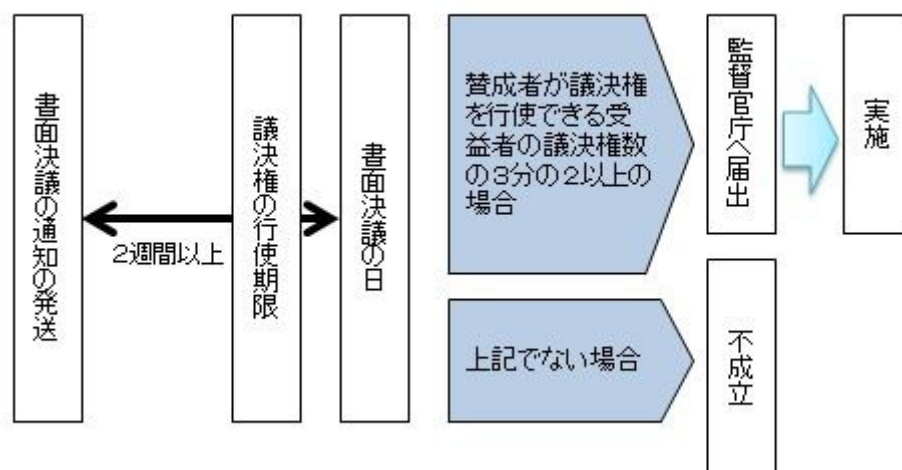 書面決議の通知の発送
2週間以上
議決権の行使期限
書面決議の日
賛成者が議決権
を行使できる受
益者の議決権数
の3分の2以上の
場合
監督官庁へ届出
実施
上記でない場合
不成立